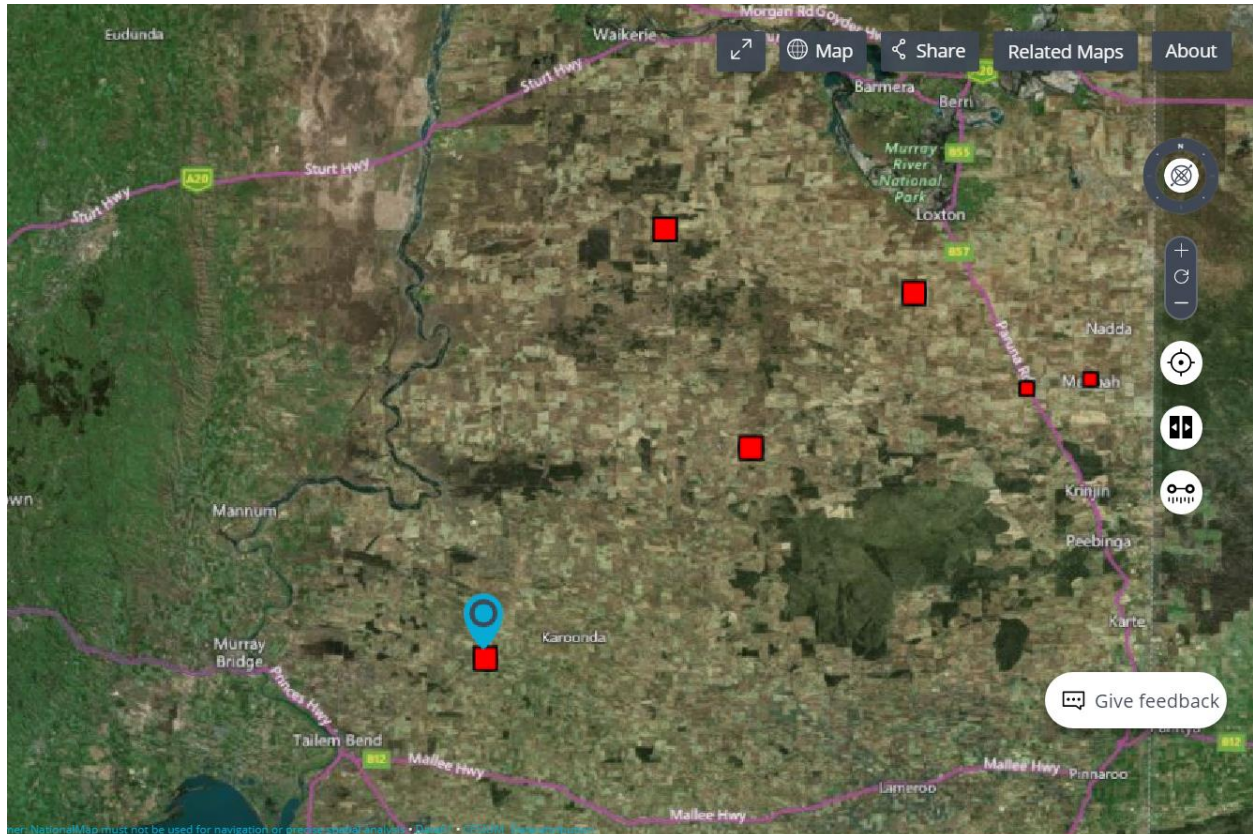 Eudunda
Waikerie
Morgan Rd
Goyder
Map
Share
Related Maps
About
Sturt Hwy
20
Barmera
Berri
Sturt Hwy
A20
Sturt Hwy
B55
Murray
River
National
Park
N
Loxton
B57
Paruna Rd
Nadda
Krinjin
Mannum
Peebinga
Karte
Karoonda
Murray
Bridge
Princes Hwy
Give feedback
Tailem Bend
B12
Mallee Hwy
Mallee Hwy
Pinnaroo
B12
Lameroo
Mallee Hwy
NationalMap must not be used for navigation or precise spatial analysis